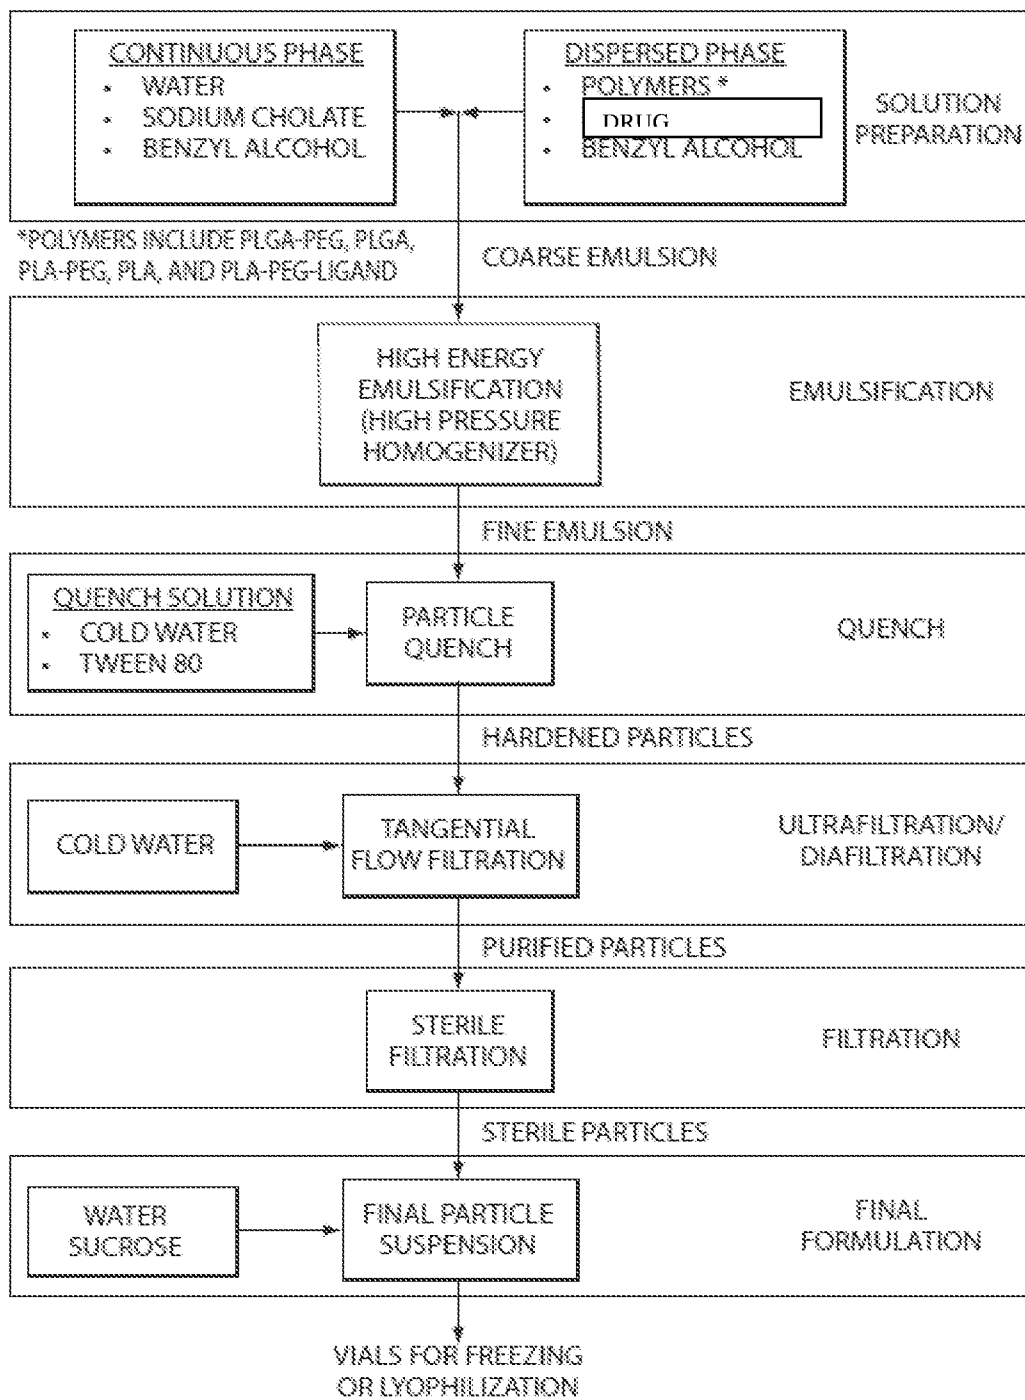 CONTINUOUS PHASE
• WATER
• SODIUM CHOLATE
• BENZYL ALCOHOL
DISPERSED PHASE
• POLYMERS *
• DRUG
• BENZYL ALCOHOL
SOLUTION
PREPARATION
*POLYMERS INCLUDE PLGA-PEG, PLGA,
PLA-PEG, PLA, AND PLA-PEG-LIGAND
COARSE EMULSION
HIGH ENERGY
EMULSIFICATION
(HIGH PRESSURE
HOMOGENIZER)
EMULSIFICATION
FINE EMULSION
QUENCH SOLUTION
• COLD WATER
• TWEEN 80
PARTICLE
QUENCH
QUENCH
HARDENED PARTICLES
COLD WATER
TANGENTIAL
FLOW FILTRATION
ULTRAFILTRATION/
DIAFILTRATION
PURIFIED PARTICLES
STERILE
FILTRATION
FILTRATION
STERILE PARTICLES
WATER
SUCROSE
FINAL PARTICLE
SUSPENSION
FINAL
FORMULATION
VIALS FOR FREEZING
OR LYOPHILIZATION